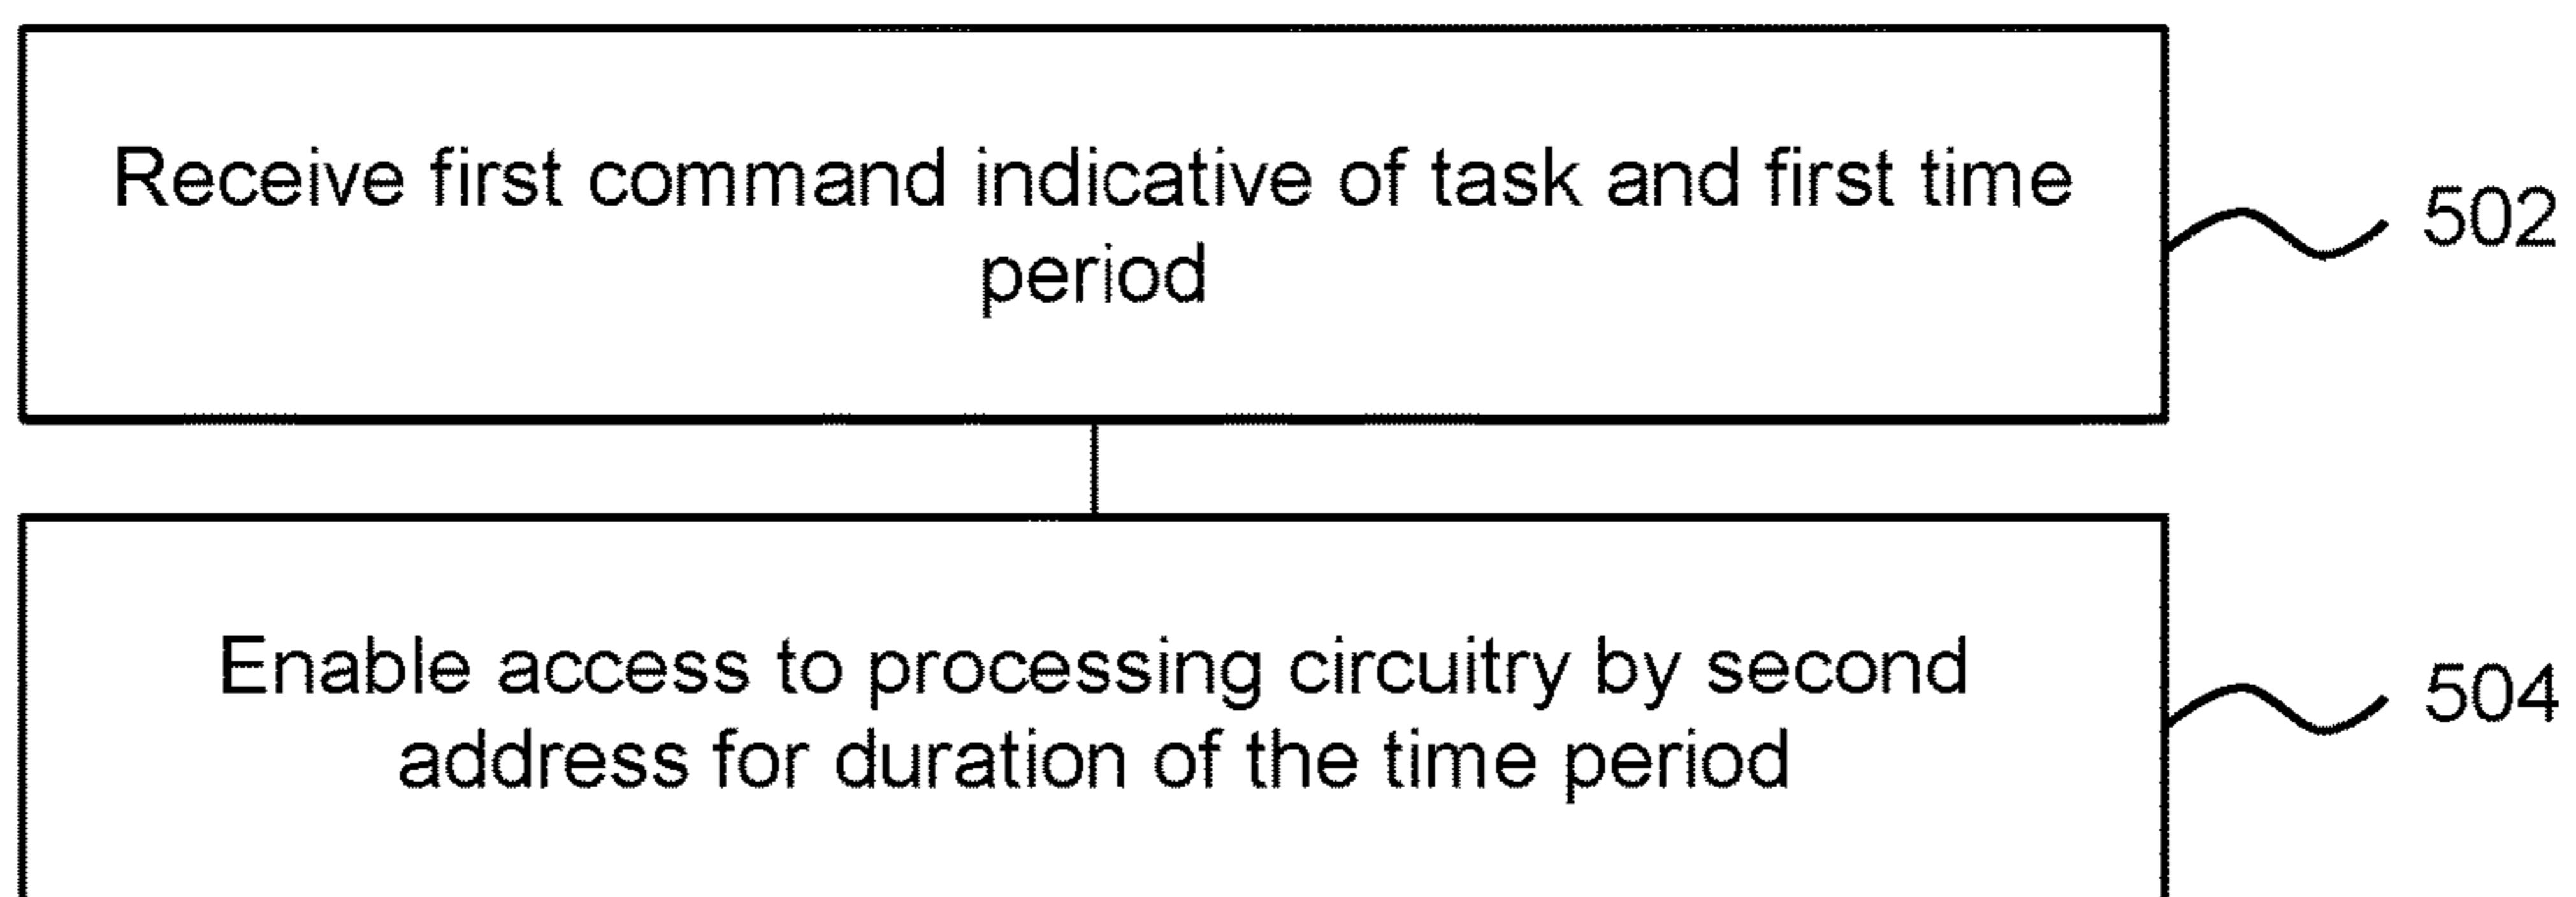 Receive first command indicative of task and first time
period
502
Enable access to processing circuitry by second
address for duration of the time period
504